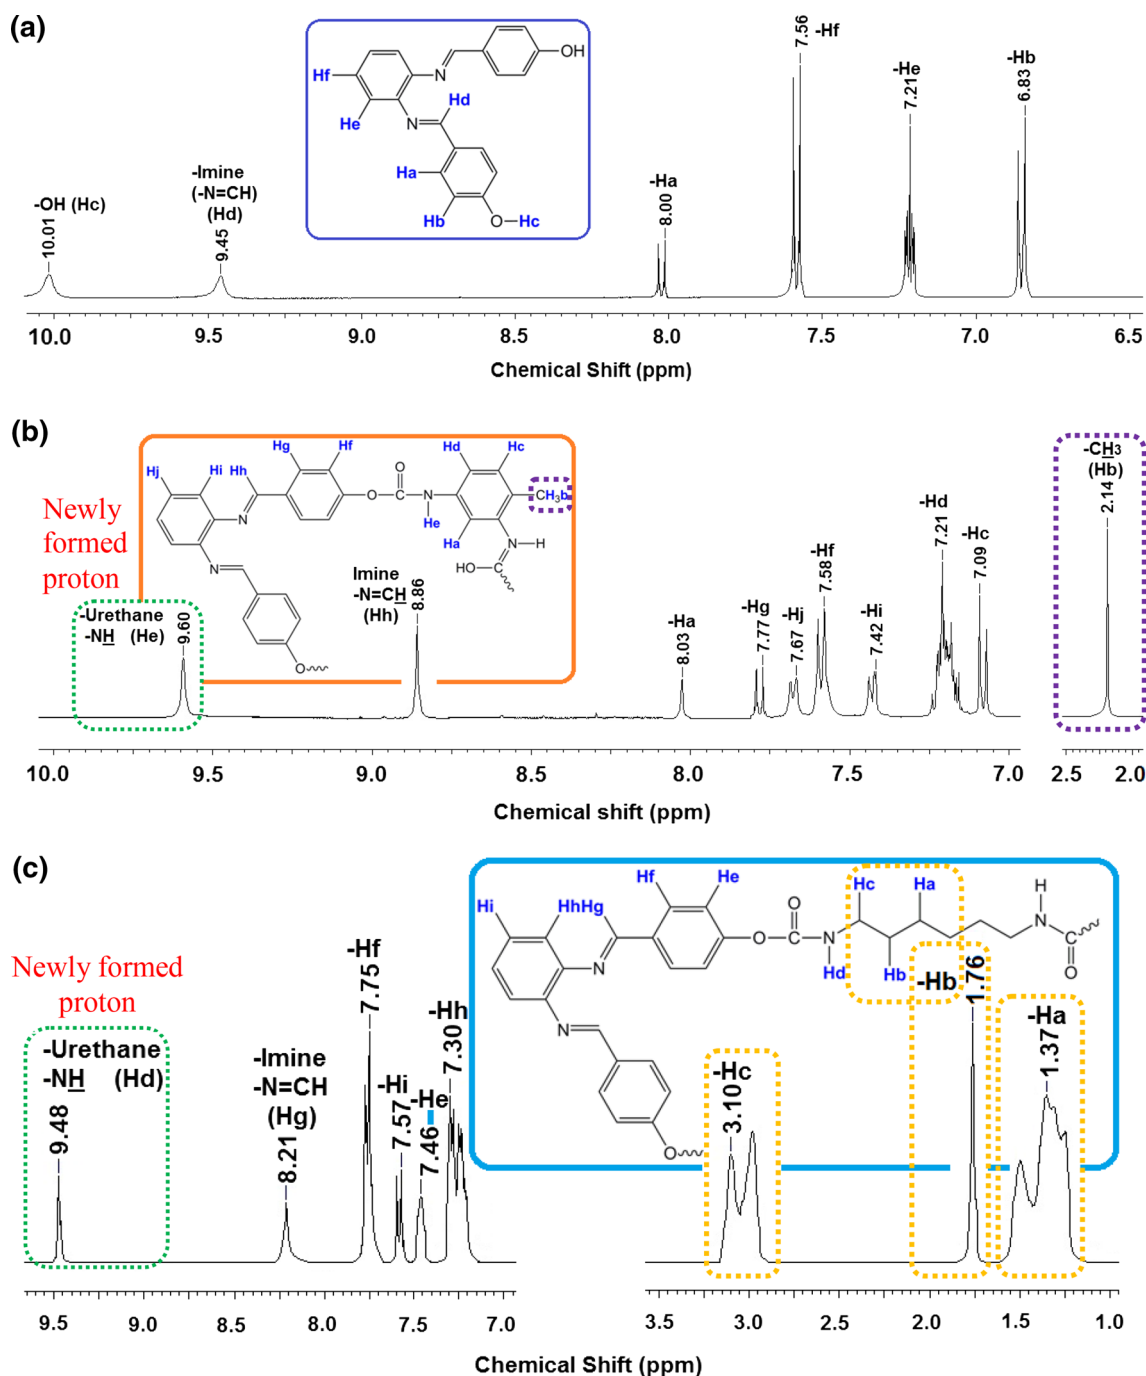 (a)
-OH (Hc)
10.01
-Imine
(-N=CH)
(Hd)
9.45
Hf
He
N
N
Hd
OH
Ha
Hb
O
Hc
-Ha
8.00
7.56
-Hf
-He
7.21
-Hb
6.83
10.0 9.5 9.0 8.5 8.0 7.5 7.0 6.5
Chemical Shift (ppm)
(b)
Newly
formed
proton
-Urethane
-NH (He)
9.60
Hj
Hi
Hh
Hg
Hf
N
N
O
O
N
He
Hd
Hc
CH3b
Ha
N
H
HO
O
Imine
-N=CH
(Hh)
8.86
-Ha
8.03
-Hg
7.77
-Hj
7.67
-Hf
7.58
-Hi
7.42
-Hd
7.21
-Hc
7.09
-CH3
(Hb)
2.14
10.0 9.5 9.0 8.5 8.0 7.5 7.0 2.5 2.0
Chemical shift (ppm)
(c)
Newly formed
proton
-Urethane
-NH (Hd)
9.48
-Imine
-N=CH
(Hg)
8.21
-Hf
7.75
-Hi
7.57
-He
7.46
-Hh
7.30
Hi
Hh
Hg
Hf
He
N
N
O
O
N
Hd
Hc
Ha
Hb
H
N
O
O
-Hc
3.10
-Hb
1.76
-Ha
1.37
9.5 9.0 8.5 8.0 7.5 7.0 3.5 3.0 2.5 2.0 1.5 1.0
Chemical Shift (ppm)